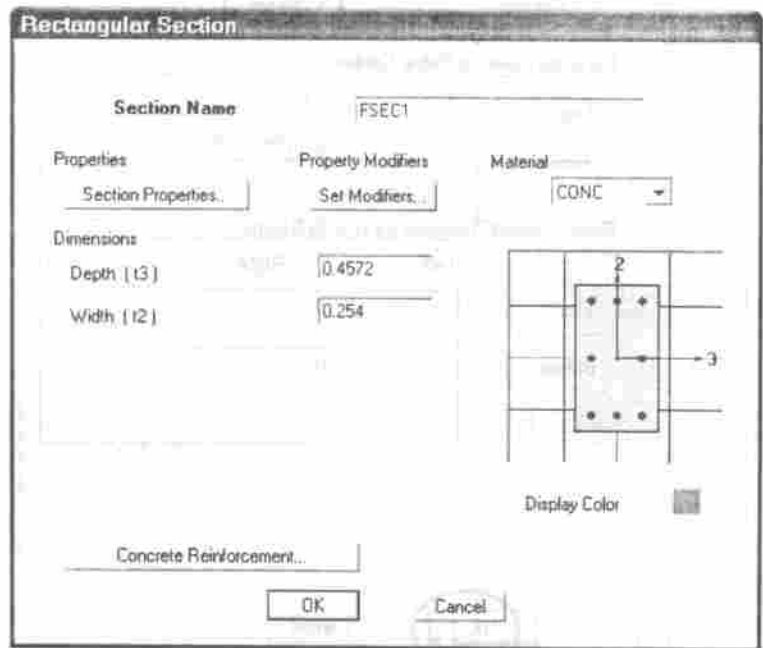 Rectangular Section
Section Name FSEC1
Properties Property Modifiers Material
Section Properties.. Set Modifiers... CONC
Dimensions
Depth ( t3 ) 0.4572
Width ( t2 ) 0.254
2
3
Display Color
Concrete Reinforcement...
OK Cancel